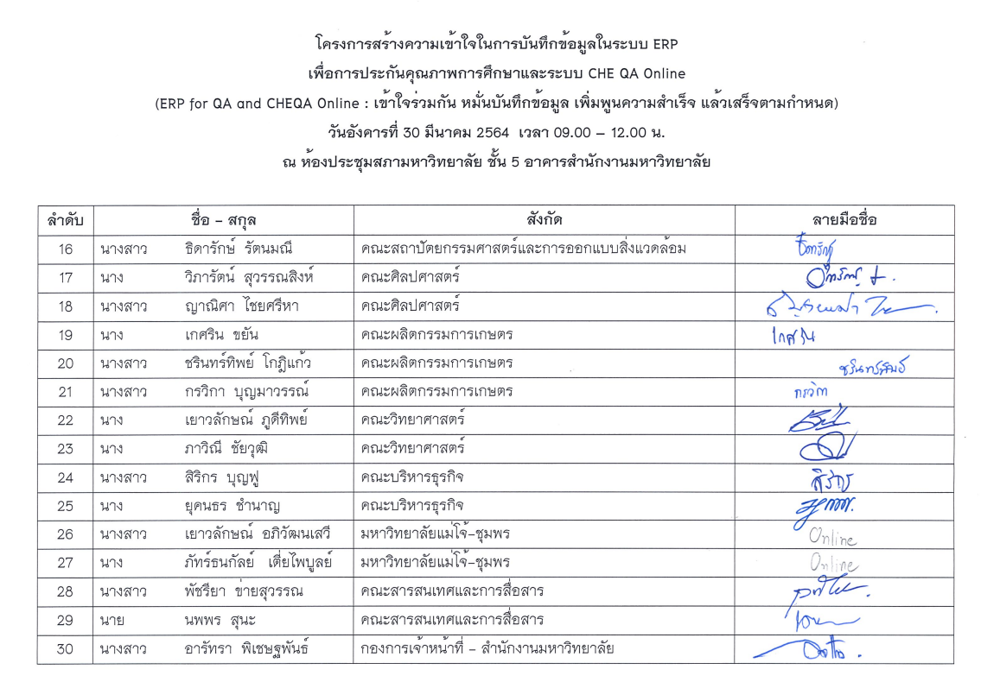 โครงการสร้างความเข้าใจในการบันทึกข้อมูลในระบบ ERP
เพื่อการประกันคุณภาพการศึกษาและระบบ CHE QA Online
(ERP for QA and CHEQA Online : เข้าใจร่วมกัน หมั่นบันทึกข้อมูล เพิ่มพูนความสำเร็จ แล้วเสร็จตามกำหนด)
วันอังคารที่ 30 มีนาคม 2564 เวลา 09.00 – 12.00 น.
ณ ห้องประชุมสภามหาวิทยาลัย ชั้น 5 อาคารสำนักงานมหาวิทยาลัย
ลำดับ ชื่อ – สกุล สังกัด ลายมือชื่อ
16 นางสาว ธิดารักษ์ รัตนมณี คณะสถาปัตยกรรมศาสตร์และการออกแบบสิ่งแวดล้อม ธิดารักษ์
17 นาง วิภารัตน์ สุวรรณสิงห์ คณะศิลปศาสตร์
18 นางสาว ญาณิศา ไชยศรีหา คณะศิลปศาสตร์
19 นาง เกศริน ขยัน คณะผลิตกรรมการเกษตร เกศริน
20 นางสาว ชรินทร์ทิพย์ โกฎิแก้ว คณะผลิตกรรมการเกษตร ชรินทร์ทิพย์
21 นางสาว กรวิกา บุญมาวรรณ์ คณะผลิตกรรมการเกษตร กรวิกา
22 นาง เยาวลักษณ์ ภูดีทิพย์ คณะวิทยาศาสตร์
23 นาง ภาวิณี ชัยวุฒิ คณะวิทยาศาสตร์
24 นางสาว สิริกร บุญฟู คณะบริหารธุรกิจ สิริกร
25 นาง ยุคนธร ชำนาญ คณะบริหารธุรกิจ
26 นางสาว เยาวลักษณ์ อภิวัฒนเสวี มหาวิทยาลัยแม่โจ้-ชุมพร Online
27 นาง ภัทร์ธนกัลย์ เตี่ยไพบูลย์ มหาวิทยาลัยแม่โจ้-ชุมพร Online
28 นางสาว พัชรียา ข่ายสุวรรณ คณะสารสนเทศและการสื่อสาร
29 นาย นพพร สุนะ คณะสารสนเทศและการสื่อสาร
30 นางสาว อารัทรา พิเชษฐพันธ์ กองการเจ้าหน้าที่ – สำนักงานมหาวิทยาลัย